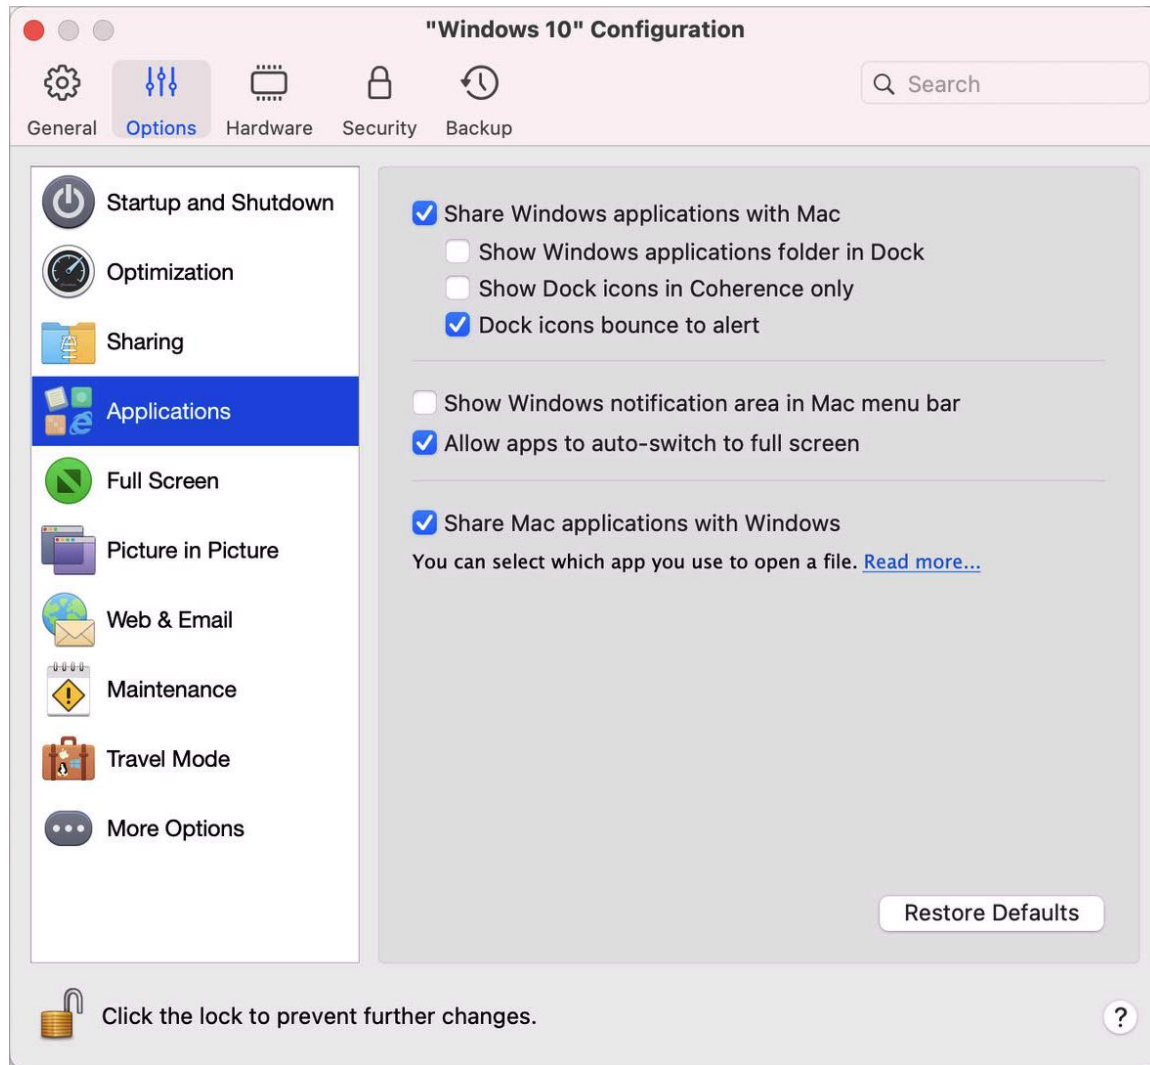 "Windows 10" Configuration
General
Options
Hardware
Security
Backup
Search
Startup and Shutdown
Optimization
Sharing
Applications
Full Screen
Picture in Picture
Web & Email
Maintenance
Travel Mode
More Options
Share Windows applications with Mac
Show Windows applications folder in Dock
Show Dock icons in Coherence only
Dock icons bounce to alert
Show Windows notification area in Mac menu bar
Allow apps to auto-switch to full screen
Share Mac applications with Windows
You can select which app you use to open a file. Read more...
Restore Defaults
Click the lock to prevent further changes.
?